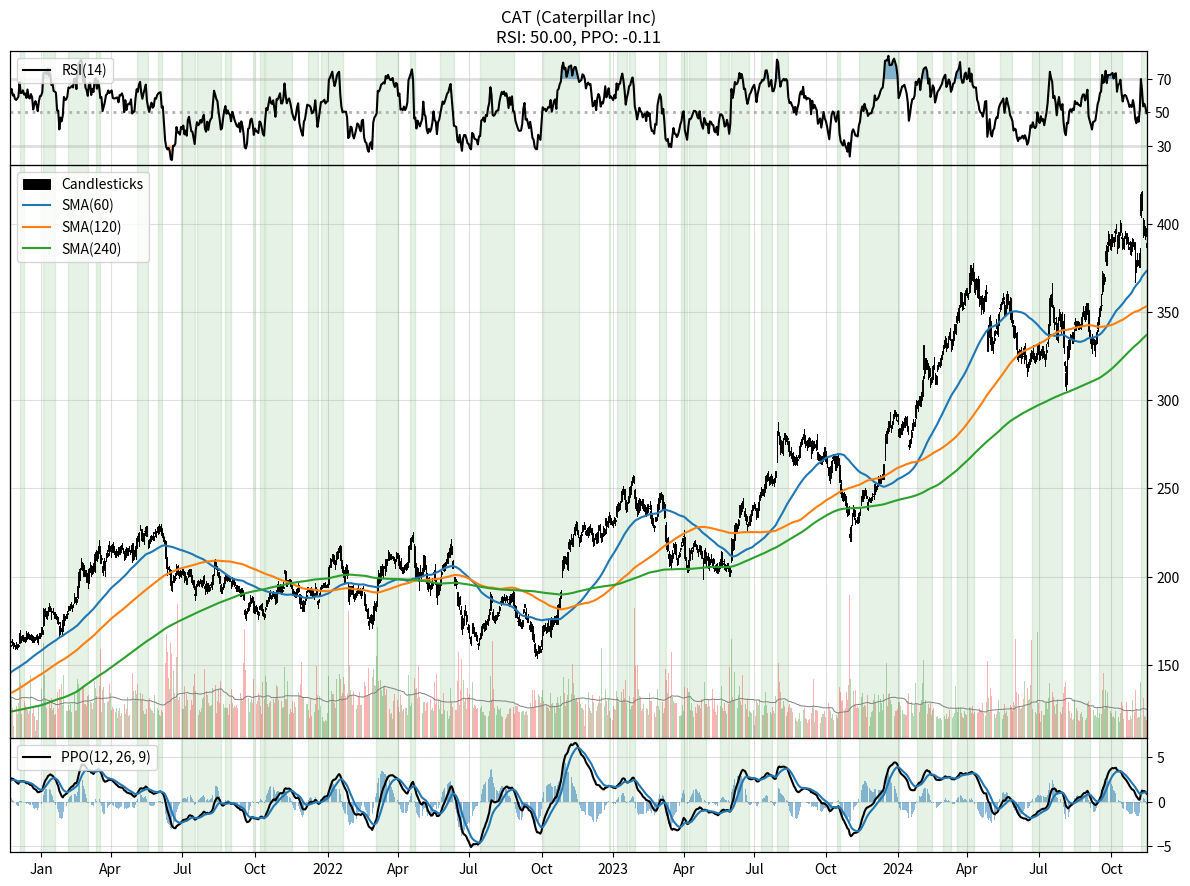 CAT (Caterpillar Inc)
RSI: 50.00, PPO: -0.11
RSI(14)
70
50
30
Candlesticks
SMA(60)
SMA(120)
SMA(240)
400
350
300
250
200
150
PPO(12, 26, 9)
5
0
−5
Jan Apr Jul Oct 2022 Apr Jul Oct 2023 Apr Jul Oct 2024 Apr Jul Oct